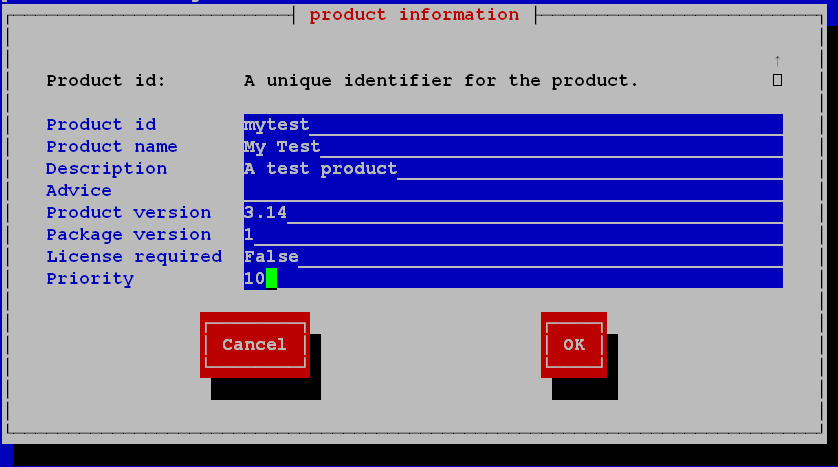 product information
Product id: A unique identifier for the product.
Product id mytest
Product name My Test
Description A test product
Advice
Product version 3.14
Package version 1
License required False
Priority 10
Cancel OK